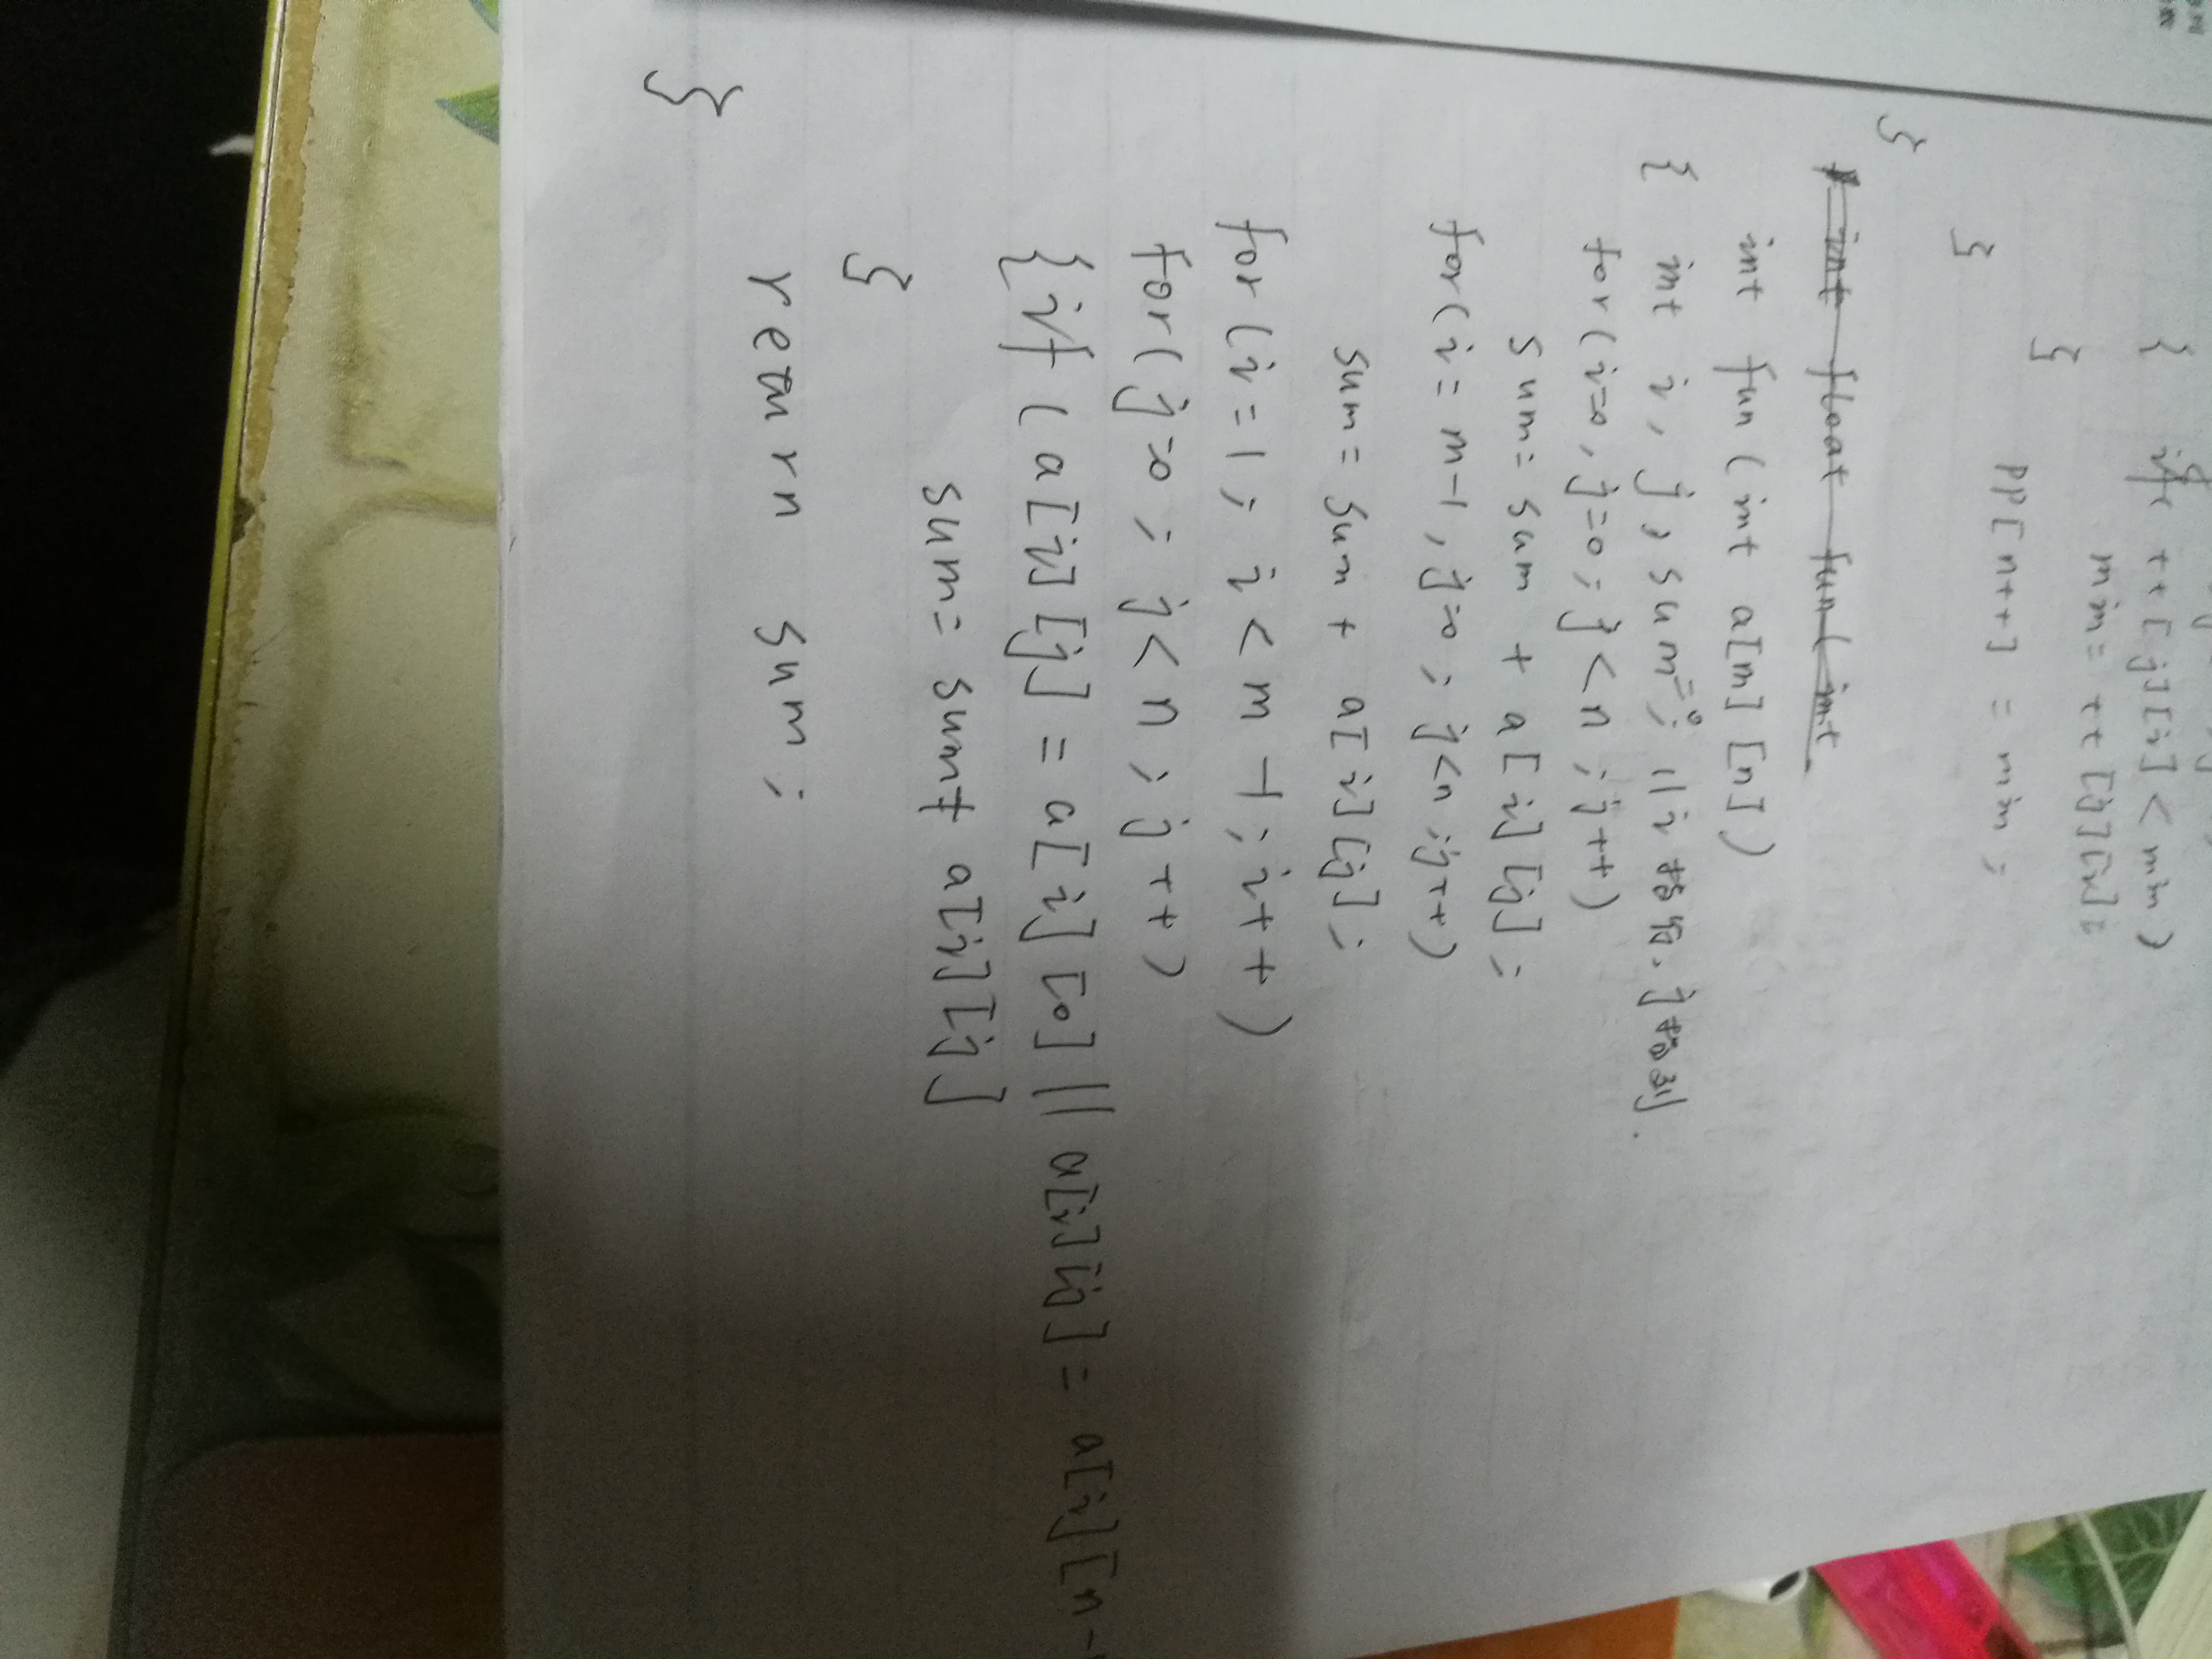 { if( tt[j][i] < min )
min = tt[j][i];
}
PP[n++] = min;
}
}
int float fun(int
int fun (int a[m][n])
{ int i, j, sum=0; //i指行.j指列.
for(i=0, j=0; j<n; j++)
sum= sum + a[i][j];
for(i= m-1, j=0; j<n; j++)
sum= sum + a[i][j];
for(i=1; i<m-1; i++)
for(j=0; j<n; j++)
{if (a[i][j] = a[i][0] || a[i][j] = a[i][n-
sum= sum+ a[i][j]
}
return sum;
}